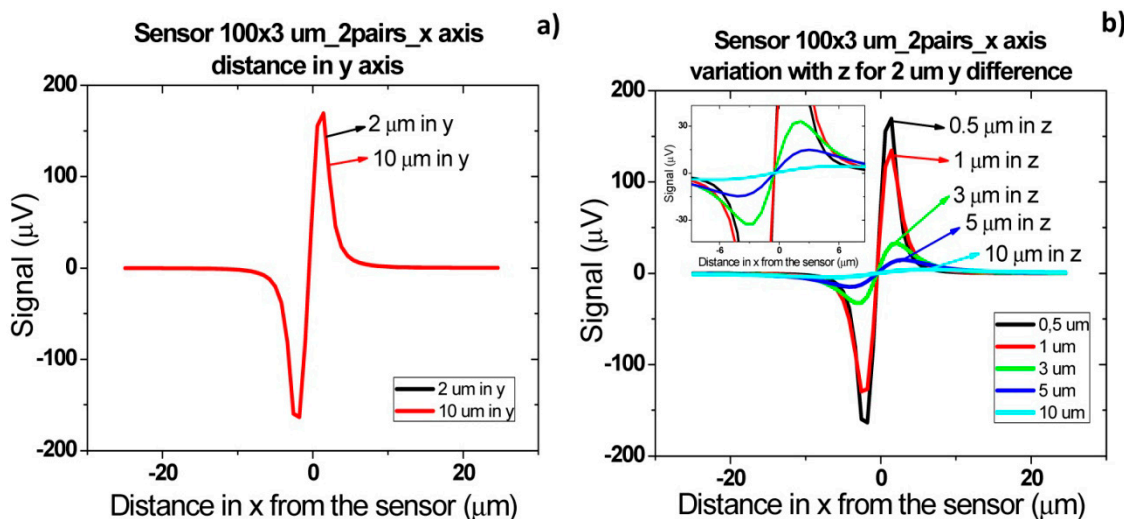 Sensor 100x3 um_2pairs_x axis
distance in y axis
a)
200
100
0
-100
-200
Signal (μV)
2 μm in y
10 μm in y
2 um in y
10 um in y
-20
0
20
Distance in x from the sensor (μm)
Sensor 100x3 um_2pairs_x axis
variation with z for 2 um y difference
b)
200
100
0
-100
-200
Signal (μV)
30
0
-30
Signal (μV)
-6
0
6
Distance in x from the sensor (μm)
0.5 μm in z
1 μm in z
3 μm in z
5 μm in z
10 μm in z
0,5 um
1 um
3 um
5 um
10 um
-20
0
20
Distance in x from the sensor (μm)